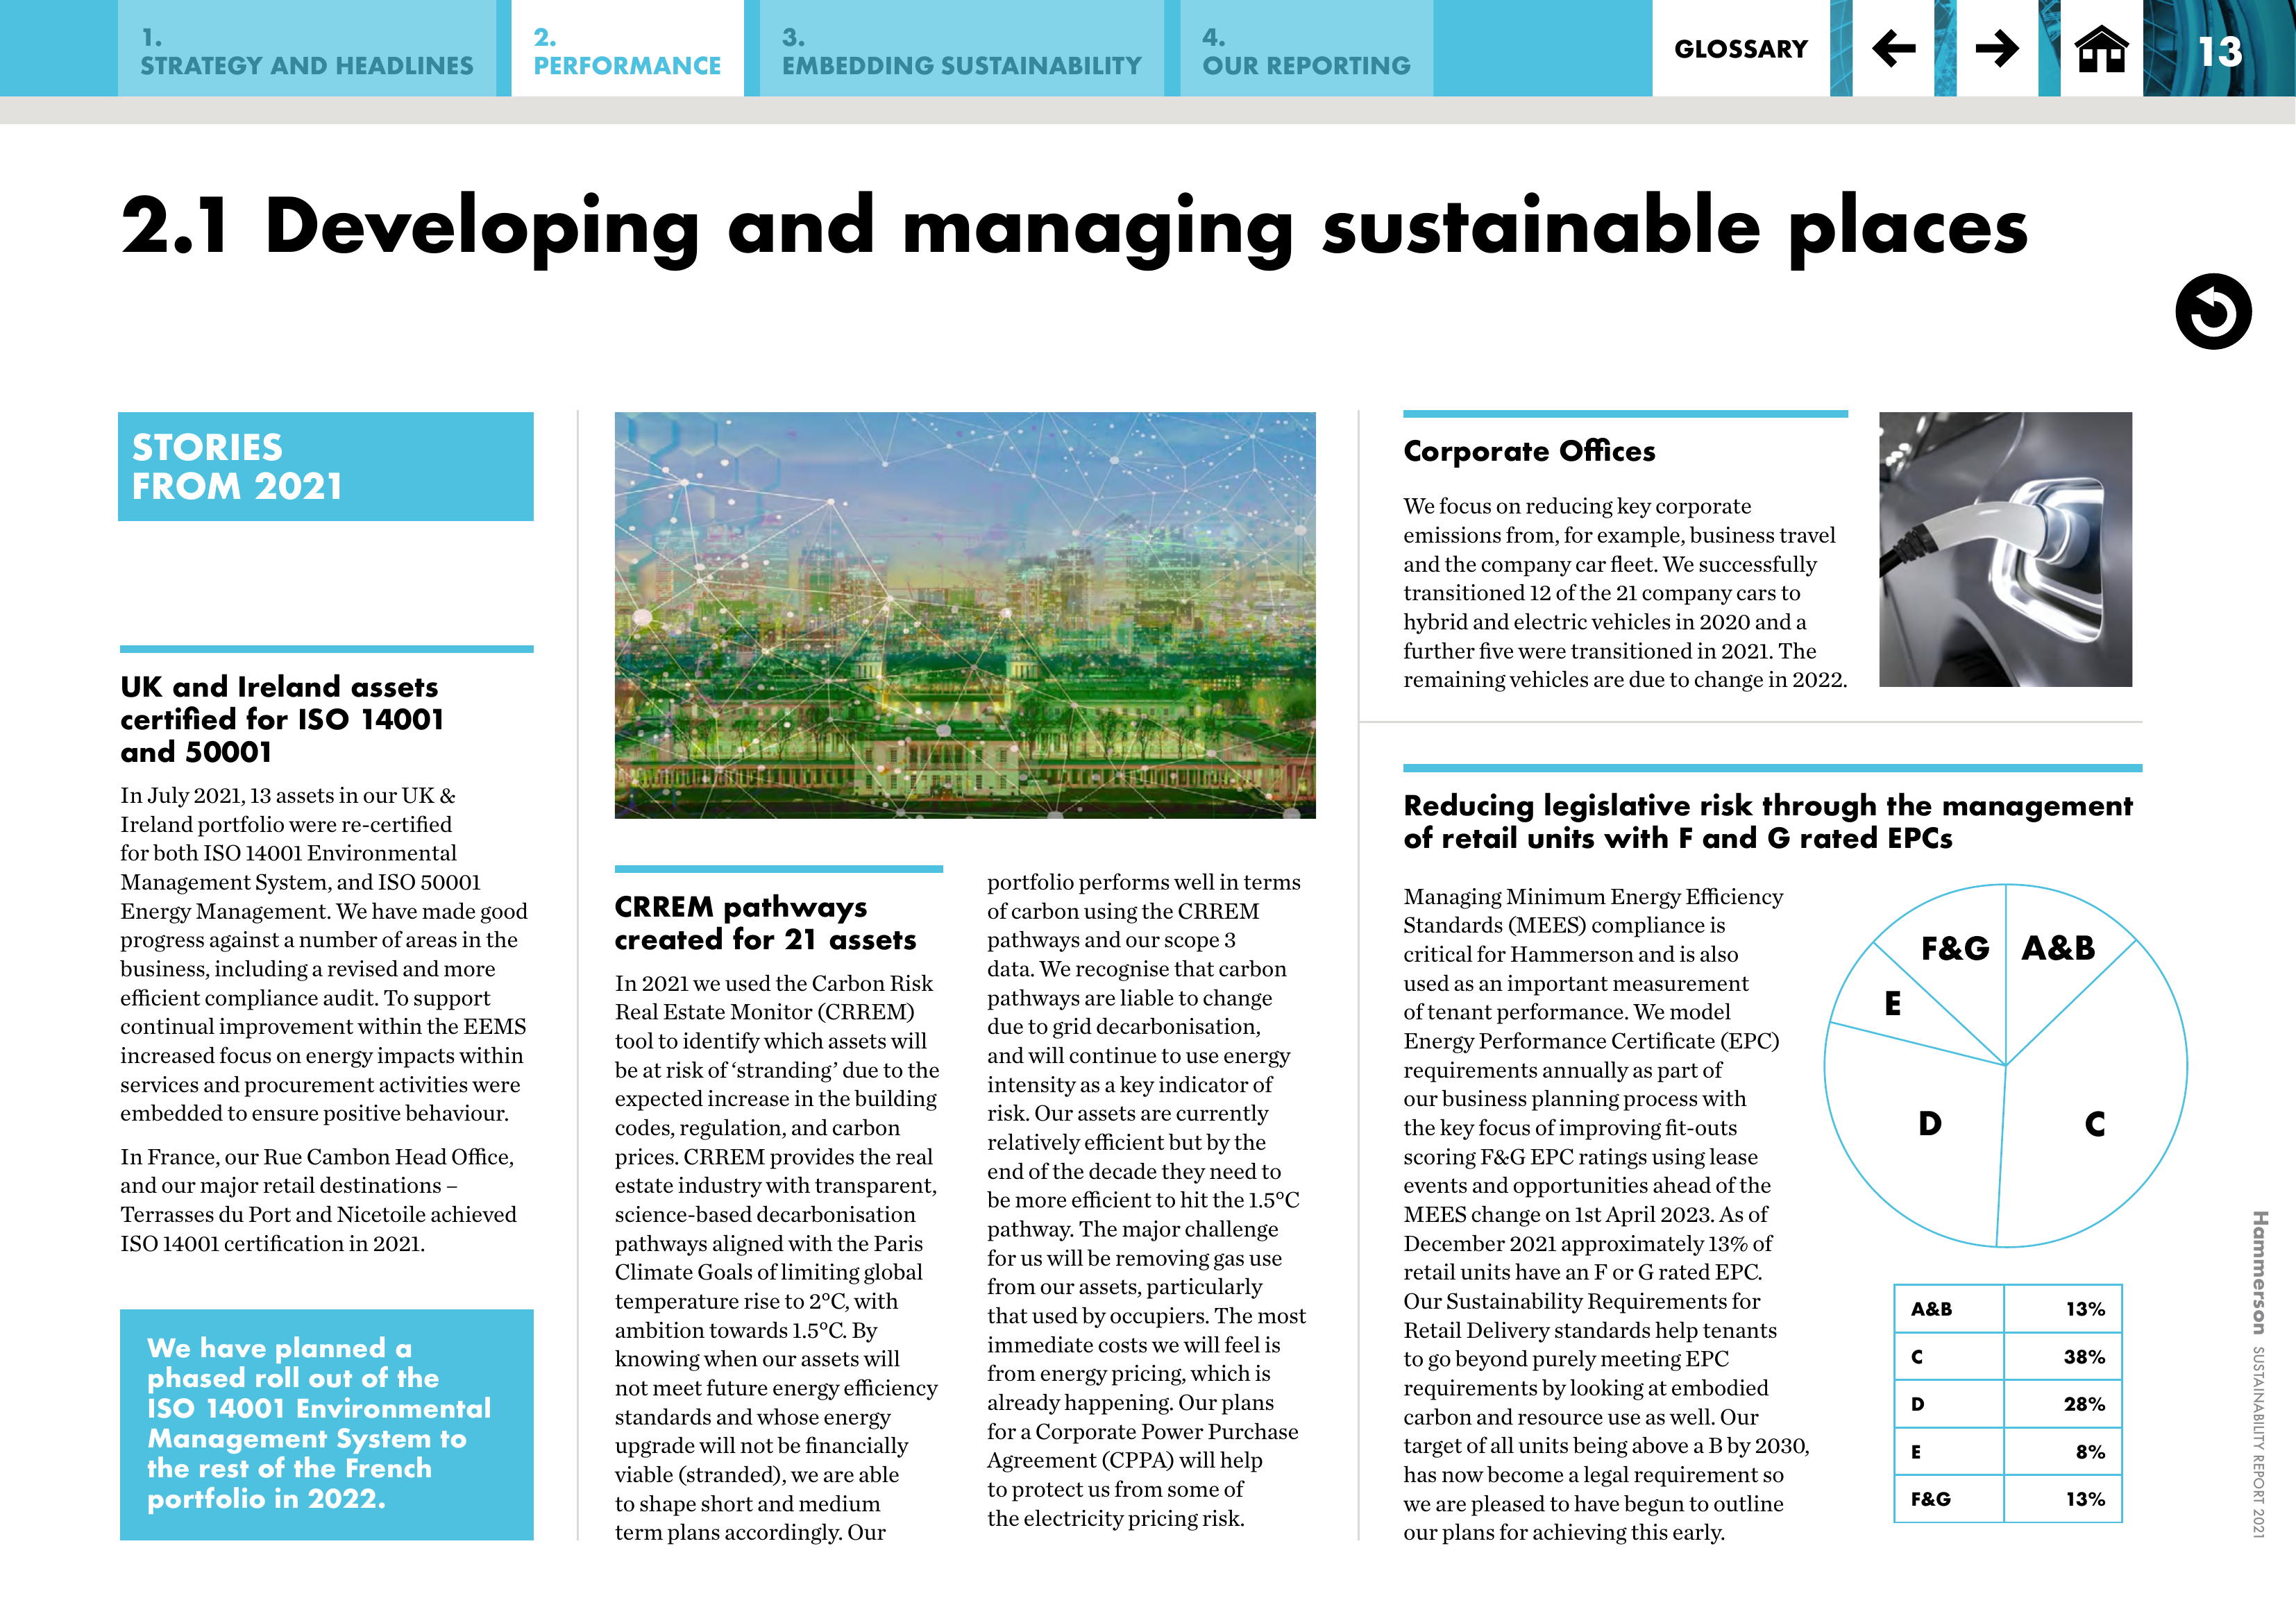 1.
STRATEGY AND HEADLINES
2.
PERFORMANCE
3.
EMBEDDING SUSTAINABILITY
4.
OUR REPORTING
GLOSSARY
13
2.1 Developing and managing sustainable places
STORIES
FROM 2021
UK and Ireland assets
certified for ISO 14001
and 50001
In July 2021, 13 assets in our UK &
Ireland portfolio were re-certified
for both ISO 14001 Environmental
Management System, and ISO 50001
Energy Management. We have made good
progress against a number of areas in the
business, including a revised and more
efficient compliance audit. To support
continual improvement within the EEMS
increased focus on energy impacts within
services and procurement activities were
embedded to ensure positive behaviour.
In France, our Rue Cambon Head Office,
and our major retail destinations –
Terrasses du Port and Nicetoile achieved
ISO 14001 certification in 2021.
We have planned a
phased roll out of the
ISO 14001 Environmental
Management System to
the rest of the French
portfolio in 2022.
CRREM pathways
created for 21 assets
In 2021 we used the Carbon Risk
Real Estate Monitor (CRREM)
tool to identify which assets will
be at risk of ‘stranding’ due to the
expected increase in the building
codes, regulation, and carbon
prices. CRREM provides the real
estate industry with transparent,
science-based decarbonisation
pathways aligned with the Paris
Climate Goals of limiting global
temperature rise to 2°C, with
ambition towards 1.5°C. By
knowing when our assets will
not meet future energy efficiency
standards and whose energy
upgrade will not be financially
viable (stranded), we are able
to shape short and medium
term plans accordingly. Our
portfolio performs well in terms
of carbon using the CRREM
pathways and our scope 3
data. We recognise that carbon
pathways are liable to change
due to grid decarbonisation,
and will continue to use energy
intensity as a key indicator of
risk. Our assets are currently
relatively efficient but by the
end of the decade they need to
be more efficient to hit the 1.5°C
pathway. The major challenge
for us will be removing gas use
from our assets, particularly
that used by occupiers. The most
immediate costs we will feel is
from energy pricing, which is
already happening. Our plans
for a Corporate Power Purchase
Agreement (CPPA) will help
to protect us from some of
the electricity pricing risk.
Corporate Offices
We focus on reducing key corporate
emissions from, for example, business travel
and the company car fleet. We successfully
transitioned 12 of the 21 company cars to
hybrid and electric vehicles in 2020 and a
further five were transitioned in 2021. The
remaining vehicles are due to change in 2022.
Reducing legislative risk through the management
of retail units with F and G rated EPCs
Managing Minimum Energy Efficiency
Standards (MEES) compliance is
critical for Hammerson and is also
used as an important measurement
of tenant performance. We model
Energy Performance Certificate (EPC)
requirements annually as part of
our business planning process with
the key focus of improving fit-outs
scoring F&G EPC ratings using lease
events and opportunities ahead of the
MEES change on 1st April 2023. As of
December 2021 approximately 13% of
retail units have an F or G rated EPC.
Our Sustainability Requirements for
Retail Delivery standards help tenants
to go beyond purely meeting EPC
requirements by looking at embodied
carbon and resource use as well. Our
target of all units being above a B by 2030,
has now become a legal requirement so
we are pleased to have begun to outline
our plans for achieving this early.
F&G A&B
E
D C
A&B 13%
C 38%
D 28%
E 8%
F&G 13%
Hammerson SUSTAINABILITY REPORT 2021